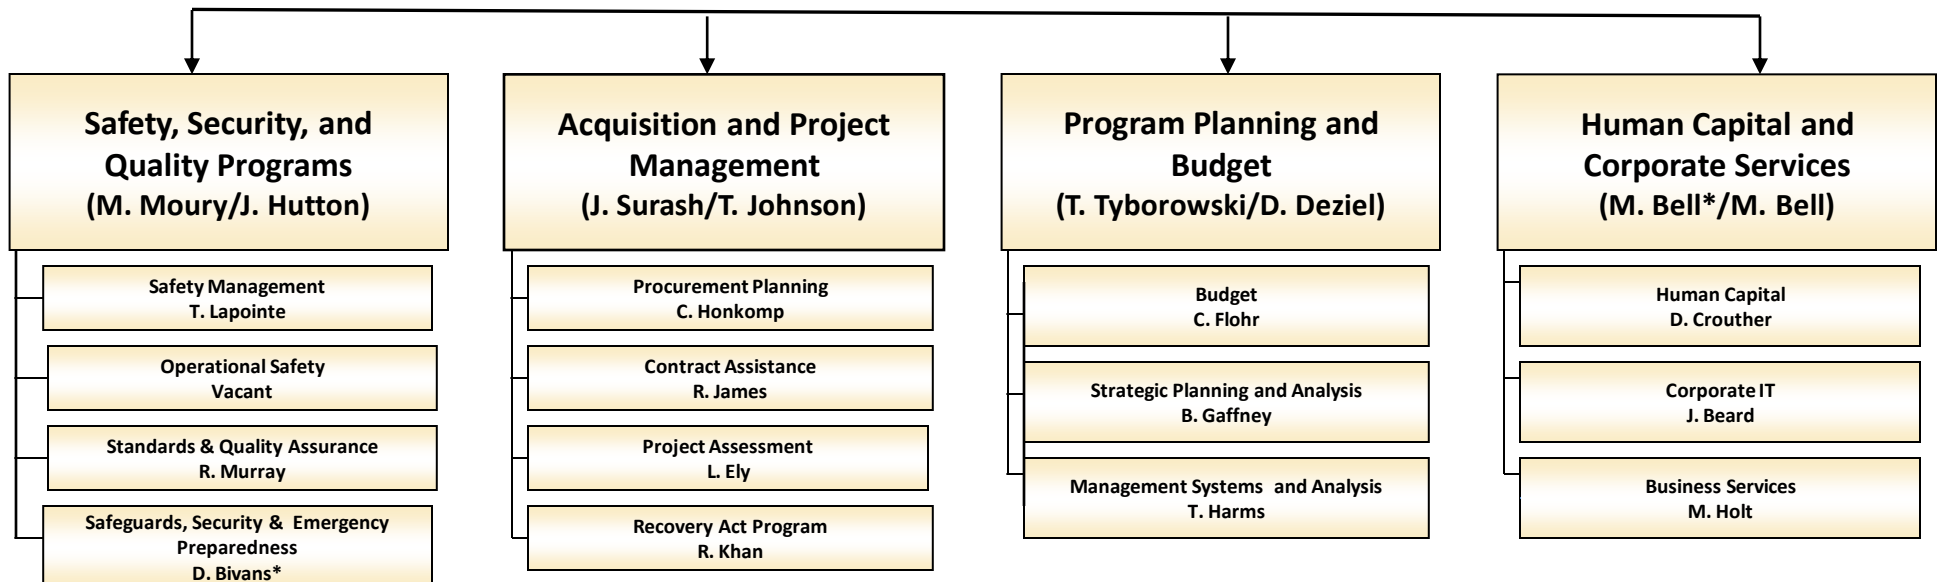 Safety, Security, and
Quality Programs
(M. Moury/J. Hutton)
Safety Management
T. Lapointe
Operational Safety
Vacant
Standards & Quality Assurance
R. Murray
Safeguards, Security & Emergency
Preparedness
D. Bivans*
Acquisition and Project
Management
(J. Surash/T. Johnson)
Procurement Planning
C. Honkomp
Contract Assistance
R. James
Project Assessment
L. Ely
Recovery Act Program
R. Khan
Program Planning and
Budget
(T. Tyborowski/D. Deziel)
Budget
C. Flohr
Strategic Planning and Analysis
B. Gaffney
Management Systems and Analysis
T. Harms
Human Capital and
Corporate Services
(M. Bell*/M. Bell)
Human Capital
D. Crouther
Corporate IT
J. Beard
Business Services
M. Holt